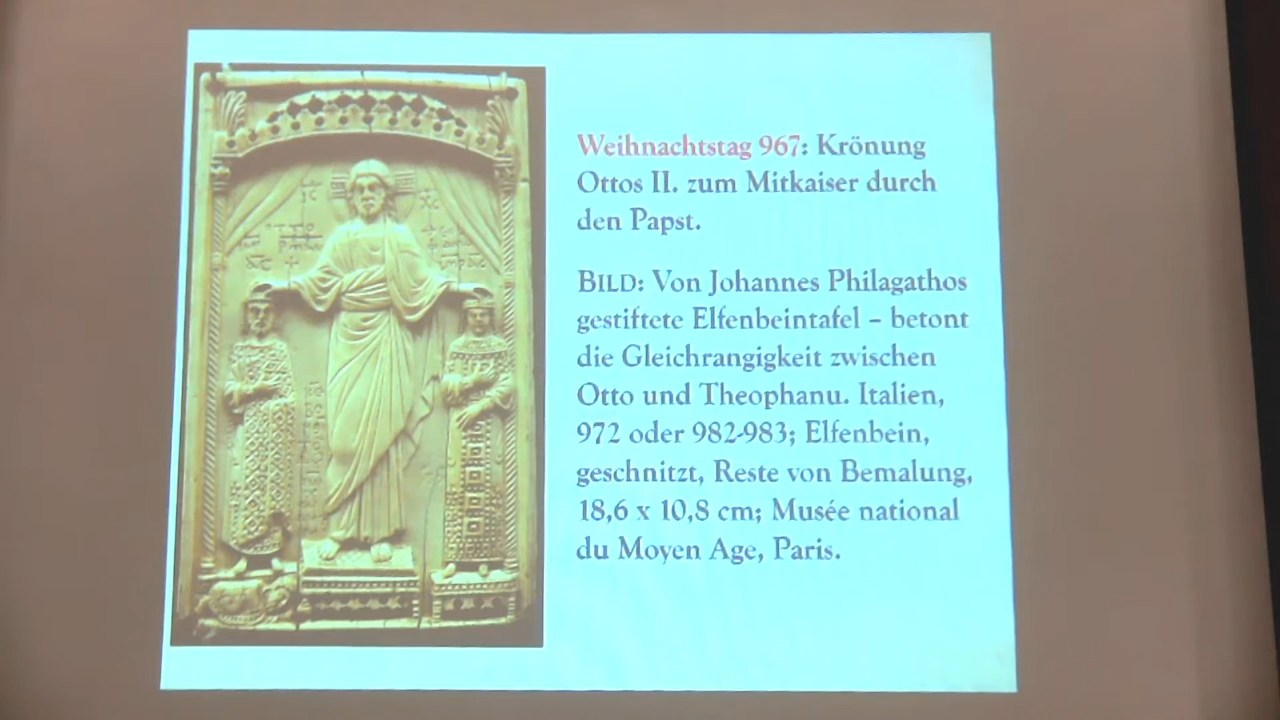 Weihnachtstag 967: Krönung
Ottos II. zum Mitkaiser durch
den Papst.
BILD: Von Johannes Philagathos
gestiftete Elfenbeintafel – betont
die Gleichrangigkeit zwischen
Otto und Theophanu. Italien,
972 oder 982-983; Elfenbein,
geschnitzt, Reste von Bemalung,
18,6 x 10,8 cm; Musée national
du Moyen Age, Paris.